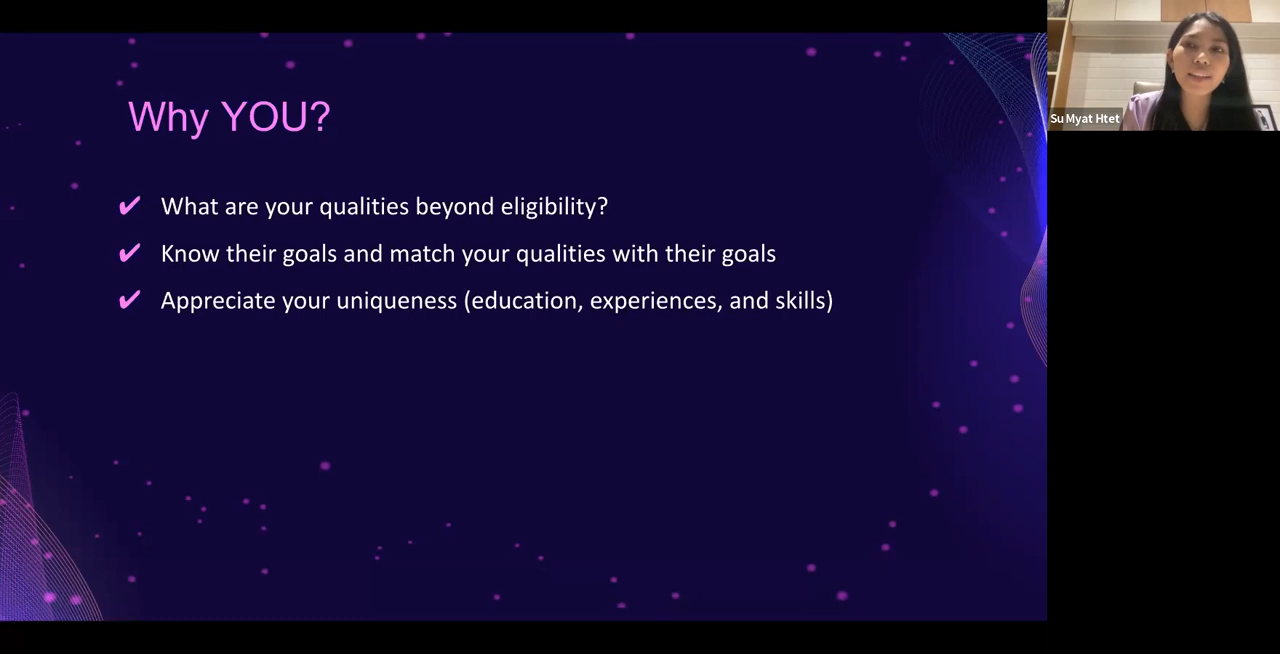 Why YOU?
✔ What are your qualities beyond eligibility?
✔ Know their goals and match your qualities with their goals
✔ Appreciate your uniqueness (education, experiences, and skills)
Su Myat Htet